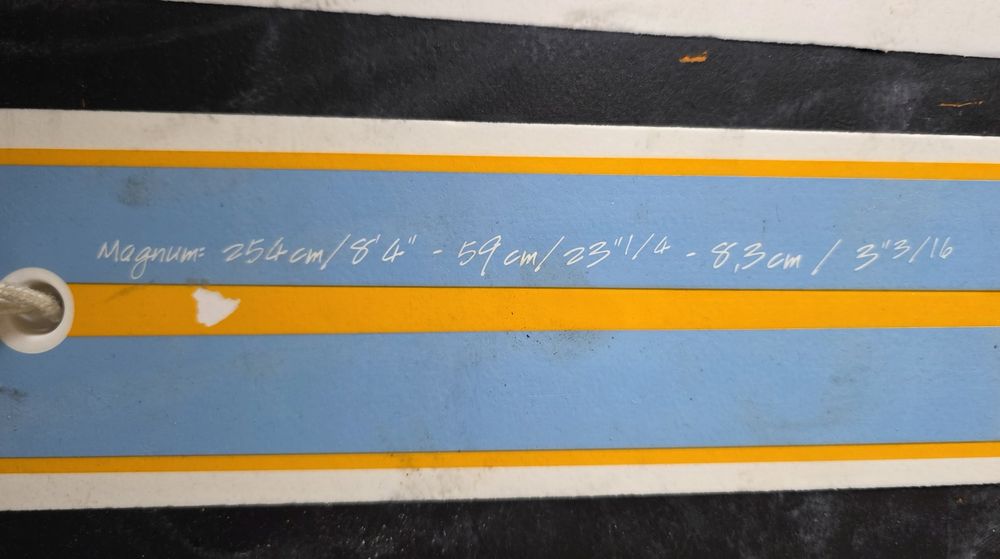 Magnum: 254cm/8'4" - 59cm/23"1/4 - 8,3cm / 3"3/16